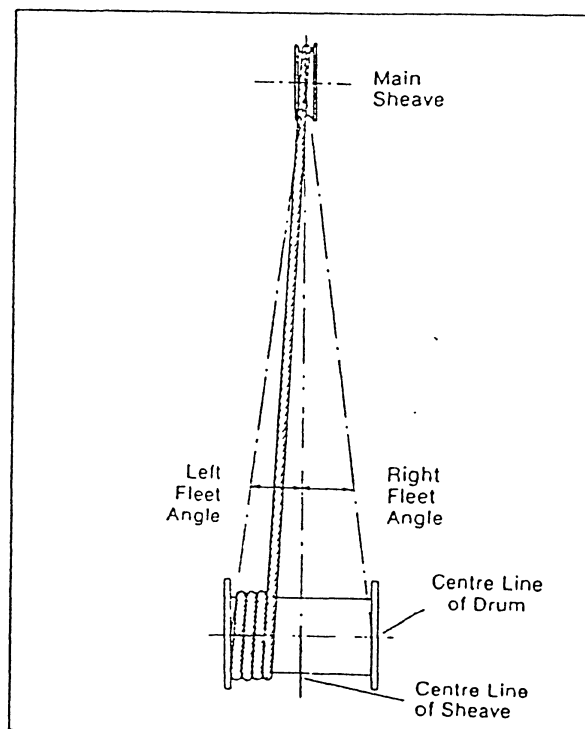 Main
Sheave
Left
Fleet
Angle
Right
Fleet
Angle
Centre Line
of Drum
Centre Line
of Sheave